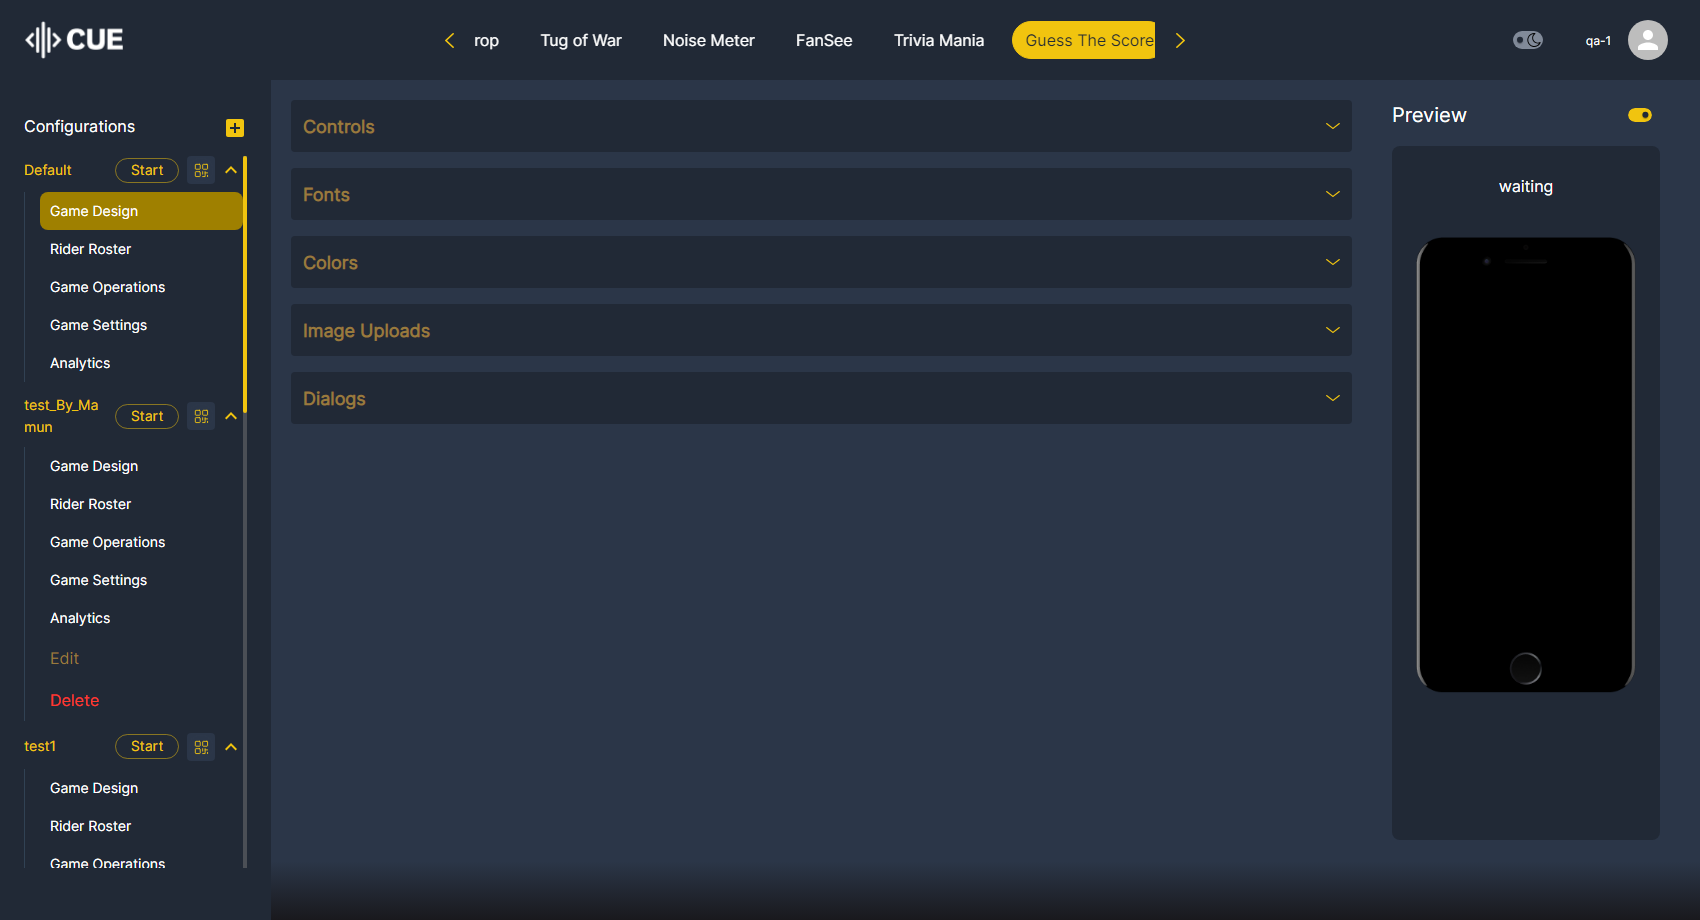 CUE
rop
Tug of War
Noise Meter
FanSee
Trivia Mania
Guess The Score
qa-1
Configurations
Default
Start
Game Design
Rider Roster
Game Operations
Game Settings
Analytics
test_By_Ma
mun
Start
Game Design
Rider Roster
Game Operations
Game Settings
Analytics
Edit
Delete
test1
Start
Game Design
Rider Roster
Game Operations
Controls
Fonts
Colors
Image Uploads
Dialogs
Preview
waiting